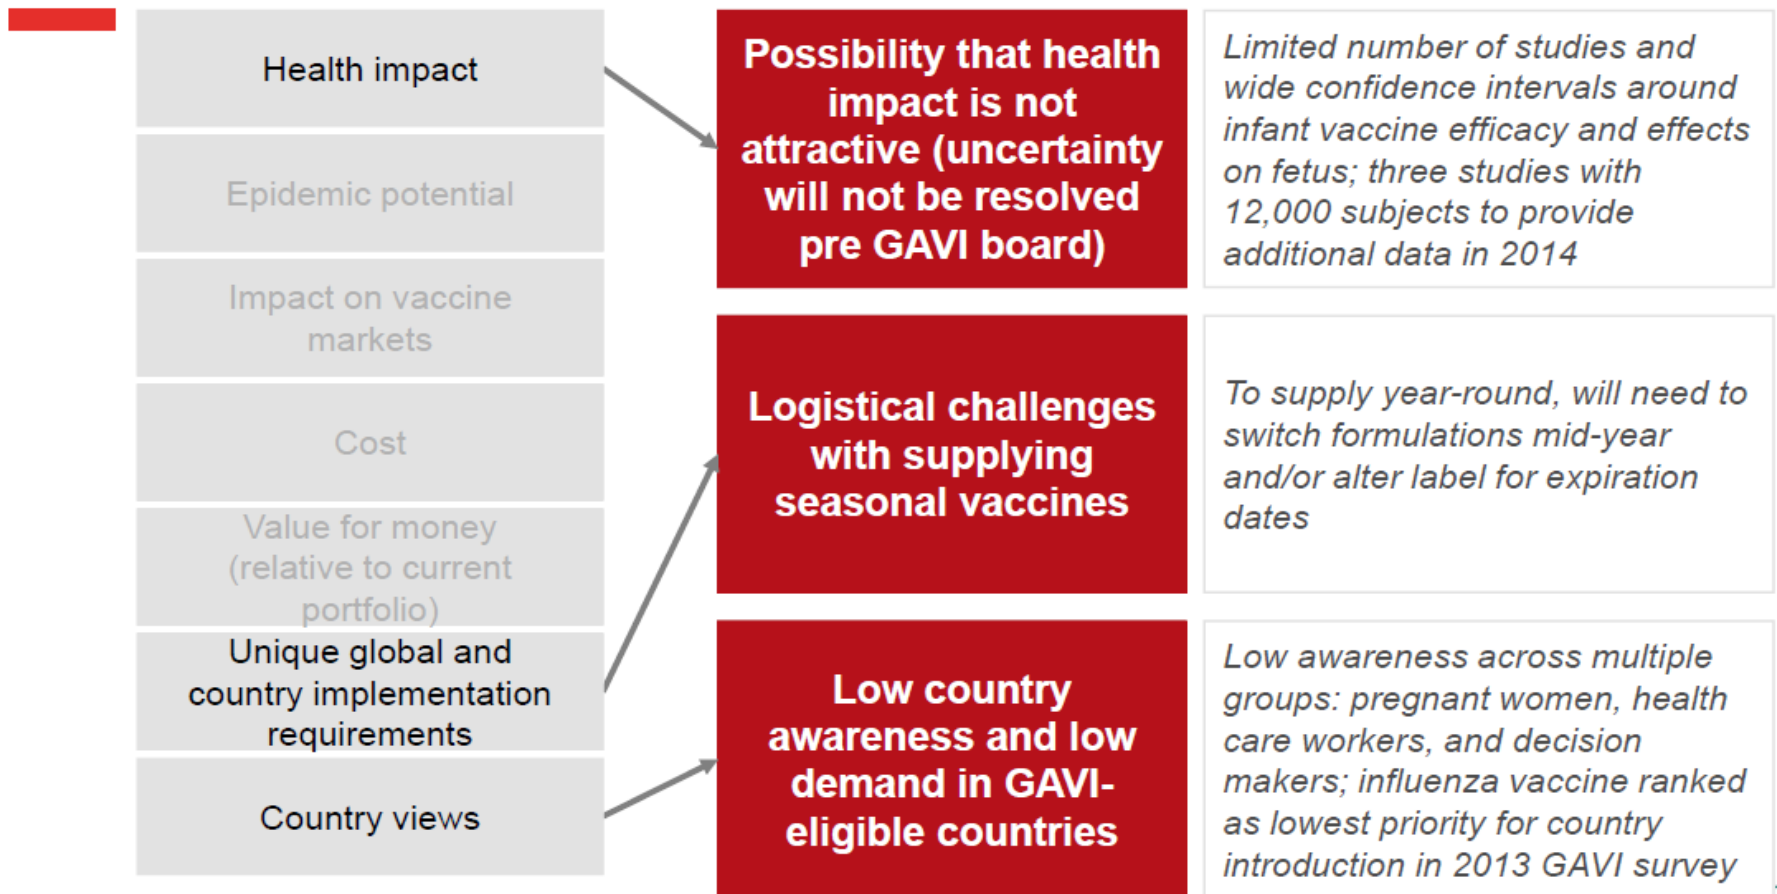 Health impact
Epidemic potential
Impact on vaccine
markets
Cost
Value for money
(relative to current
portfolio)
Unique global and
country implementation
requirements
Country views
Possibility that health
impact is not
attractive (uncertainty
will not be resolved
pre GAVI board)
Logistical challenges
with supplying
seasonal vaccines
Low country
awareness and low
demand in GAVI-
eligible countries
Limited number of studies and
wide confidence intervals around
infant vaccine efficacy and effects
on fetus; three studies with
12,000 subjects to provide
additional data in 2014
To supply year-round, will need to
switch formulations mid-year
and/or alter label for expiration
dates
Low awareness across multiple
groups: pregnant women, health
care workers, and decision
makers; influenza vaccine ranked
as lowest priority for country
introduction in 2013 GAVI survey